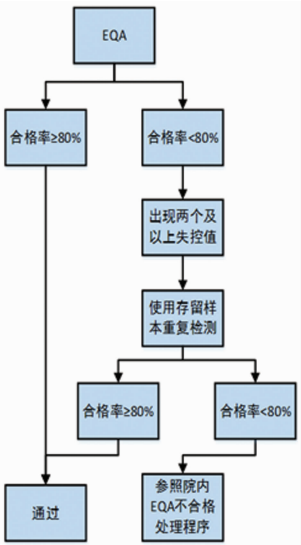 EQA
合格率≥80%
合格率<80%
出现两个及
以上失控值
使用存留样
本重复检测
合格率≥80%
合格率<80%
通过
参照院内
EQA不合格
处理程序